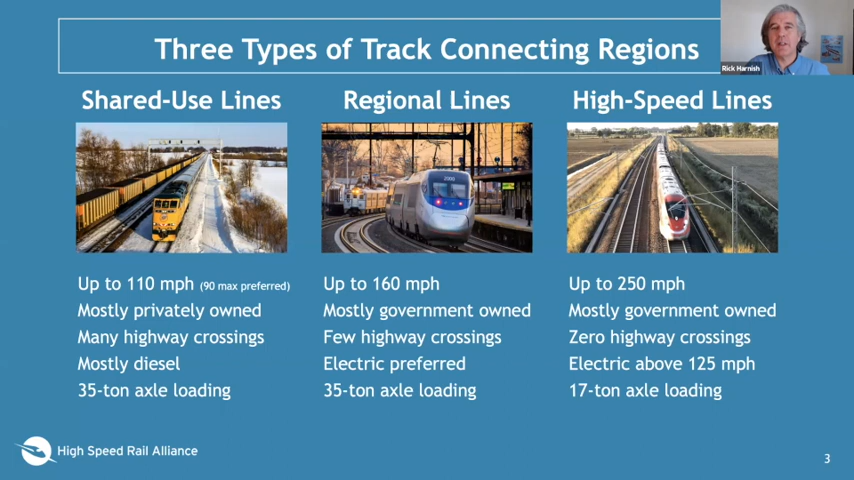 Three Types of Track Connecting Regions
Rick Harnish
Shared-Use Lines
Up to 110 mph (90 max preferred)
Mostly privately owned
Many highway crossings
Mostly diesel
35-ton axle loading
Regional Lines
Up to 160 mph
Mostly government owned
Few highway crossings
Electric preferred
35-ton axle loading
High-Speed Lines
Up to 250 mph
Mostly government owned
Zero highway crossings
Electric above 125 mph
17-ton axle loading
High Speed Rail Alliance
3